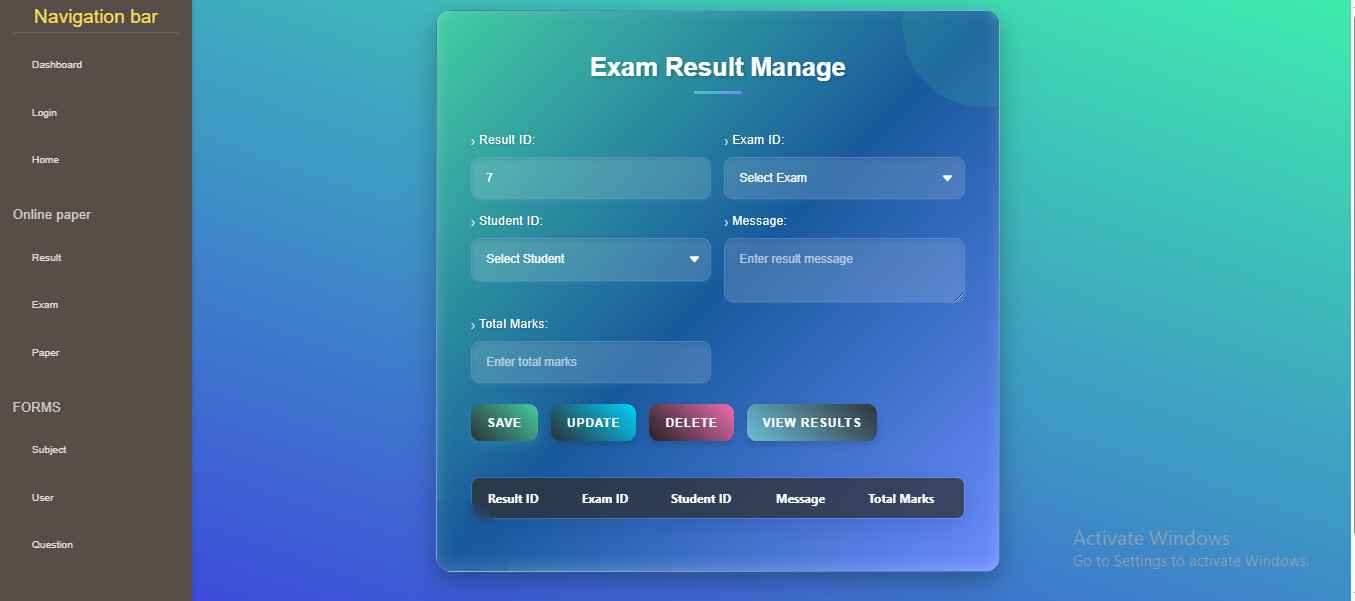 Navigation bar
Dashboard
Login
Home
Online paper
Result
Exam
Paper
FORMS
Subject
User
Question
Exam Result Manage
› Result ID:
› Exam ID:
7
Select Exam
› Student ID:
› Message:
Select Student
Enter result message
› Total Marks:
Enter total marks
SAVE UPDATE DELETE VIEW RESULTS
Result ID Exam ID Student ID Message Total Marks
Activate Windows
Go to Settings to activate Windows.